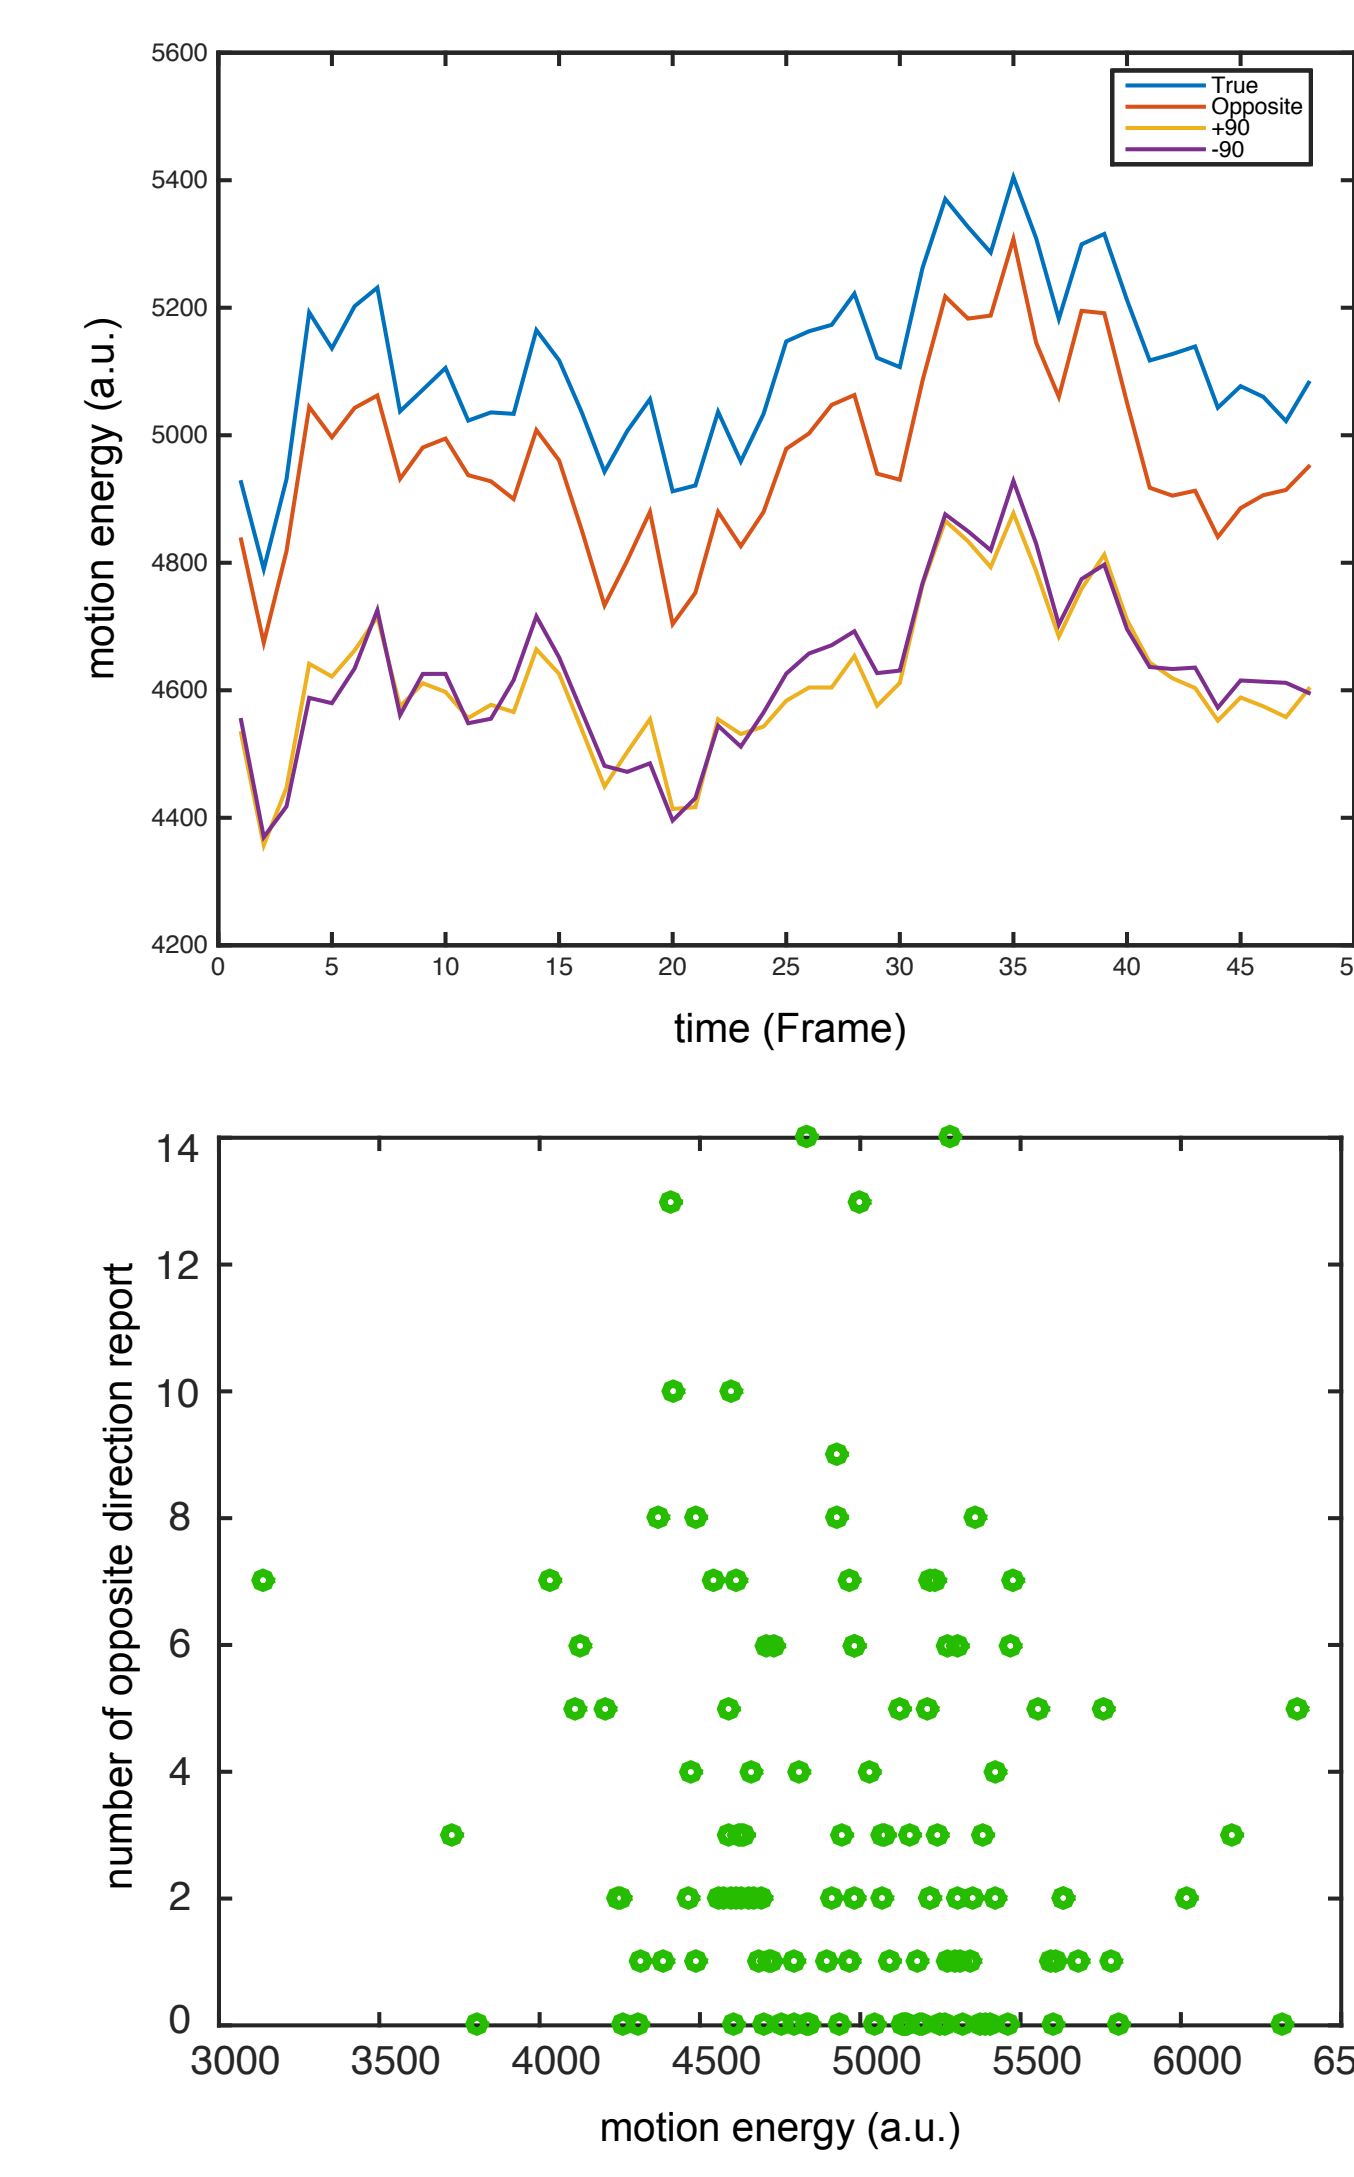 5600
5400
5200
5000
4800
4600
4400
4200
motion energy (a.u.)
True
Opposite
+90
-90
0 5 10 15 20 25 30 35 40 45 5
time (Frame)
14
12
10
8
6
4
2
0
number of opposite direction report
3000 3500 4000 4500 5000 5500 6000 65
motion energy (a.u.)